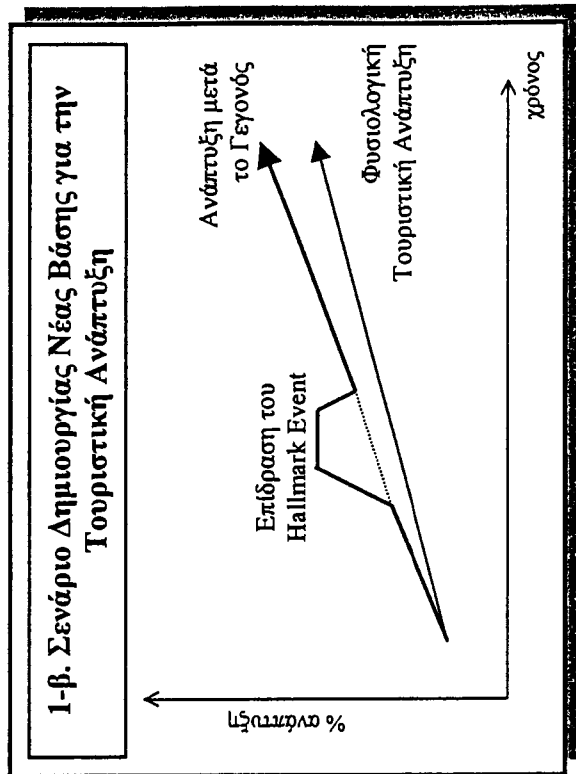 1-β. Σενάριο Δημιουργίας Νέας Βάσης για την
Τουριστική Ανάπτυξη
% ανάπτυξη
Επίδραση του
Hallmark Event
Ανάπτυξη μετά
το Γεγονός
Φυσιολογική
Τουριστική Ανάπτυξη
χρόνος